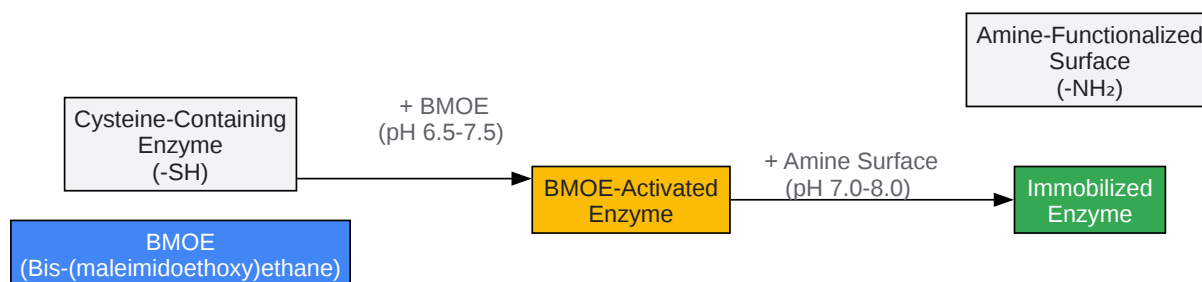 Amine-Functionalized
Surface
(-NH₂)
Cysteine-Containing
Enzyme
(-SH)
+ BMOE
(pH 6.5-7.5)
BMOE-Activated
Enzyme
+ Amine Surface
(pH 7.0-8.0)
Immobilized
Enzyme
BMOE
(Bis-(maleimidoethoxy)ethane)